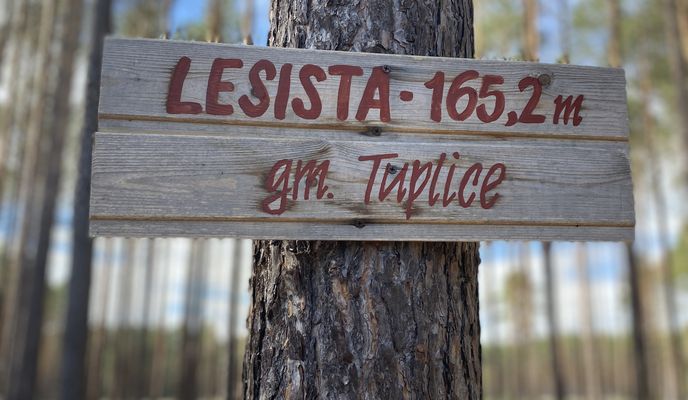 LESISTA - 165,2 m
gm. Tuplice